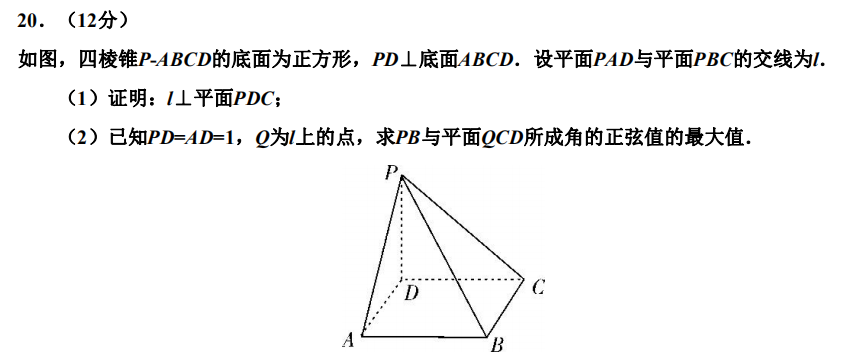 20．（12分）
如图，四棱锥P-ABCD的底面为正方形，PD⊥底面ABCD．设平面PAD与平面PBC的交线为l．
（1）证明：l⊥平面PDC；
（2）已知PD=AD=1，Q为l上的点，求PB与平面QCD所成角的正弦值的最大值．
P
D
C
A
B